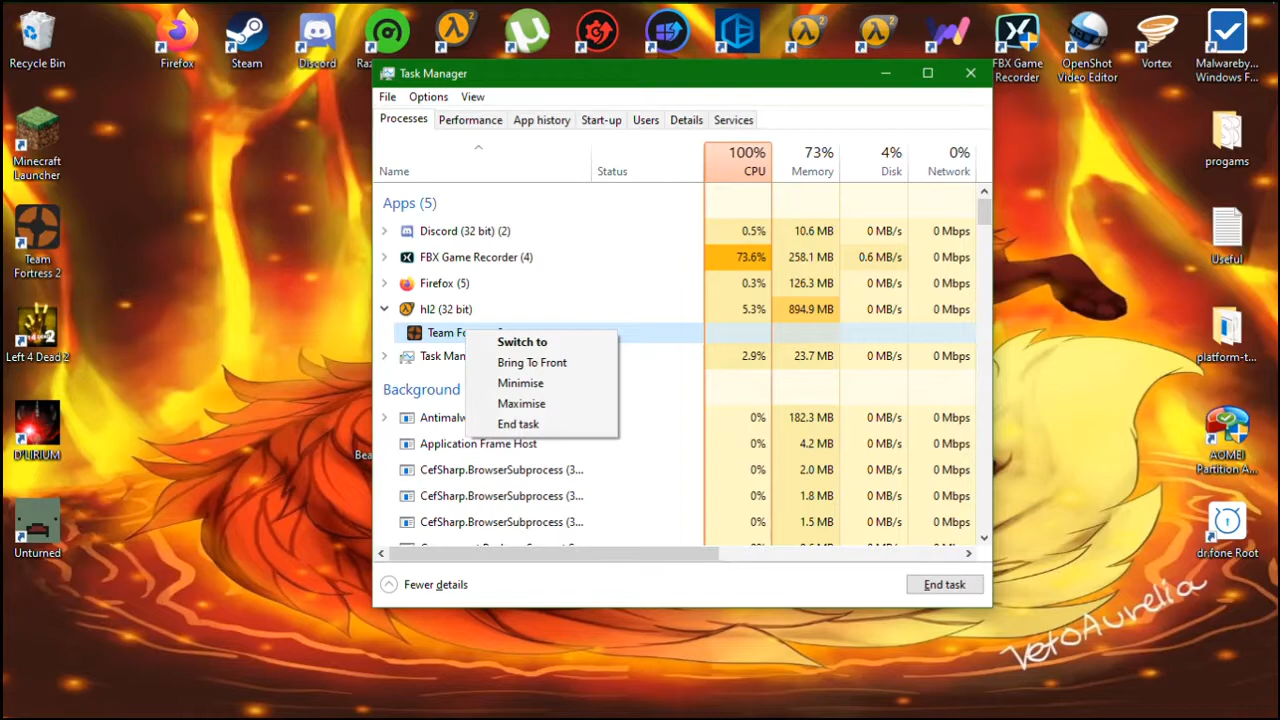 Recycle Bin
Firefox
Steam
Discord
Raz
FBX Game
Recorder
OpenShot
Video Editor
Vortex
Malwareby...
Windows F...
Minecraft
Launcher
Team
Fortress 2
Left 4 Dead 2
D'LIRIUM
Unturned
Task Manager
File Options View
Processes Performance App history Start-up Users Details Services
100% 73% 4% 0%
Name Status CPU Memory Disk Network
Apps (5)
Discord (32 bit) (2) 0.5% 10.6 MB 0 MB/s 0 Mbps
FBX Game Recorder (4) 73.6% 258.1 MB 0.6 MB/s 0 Mbps
Firefox (5) 0.3% 126.3 MB 0 MB/s 0 Mbps
hl2 (32 bit) 5.3% 894.9 MB 0 MB/s 0 Mbps
Team Fo
Task Man 2.9% 23.7 MB 0 MB/s 0 Mbps
Switch to
Bring To Front
Minimise
Maximise
End task
Background
Antimalw 0% 182.3 MB 0 MB/s 0 Mbps
Application Frame Host 0% 4.2 MB 0 MB/s 0 Mbps
CefSharp.BrowserSubprocess (3... 0% 2.0 MB 0 MB/s 0 Mbps
CefSharp.BrowserSubprocess (3... 0% 1.8 MB 0 MB/s 0 Mbps
CefSharp.BrowserSubprocess (3... 0% 1.5 MB 0 MB/s 0 Mbps
Fewer details End task
Bea
progams
Useful
platform-t...
AOMEI
Partition A...
dr.fone Root
VetoAurelia